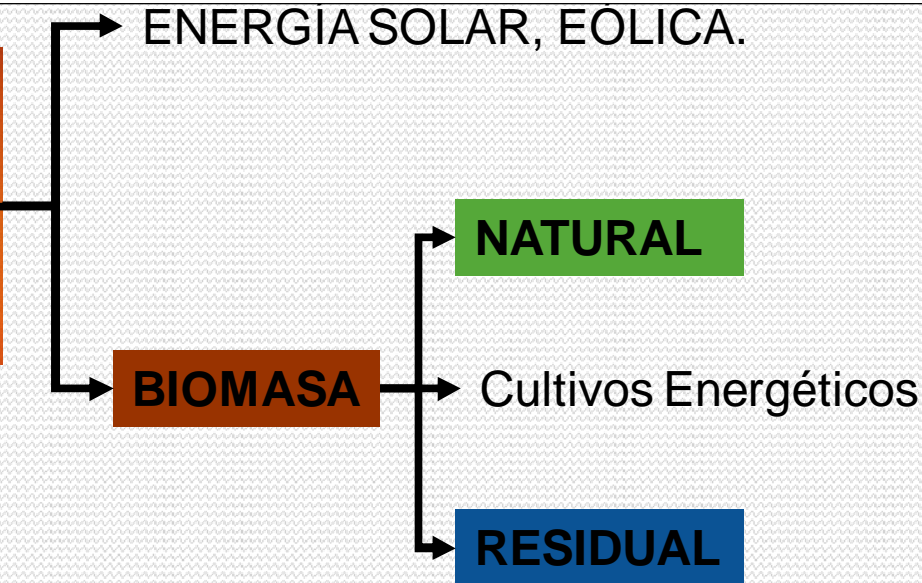 ENERGÍA SOLAR, EÓLICA.
NATURAL
BIOMASA
Cultivos Energéticos
RESIDUAL